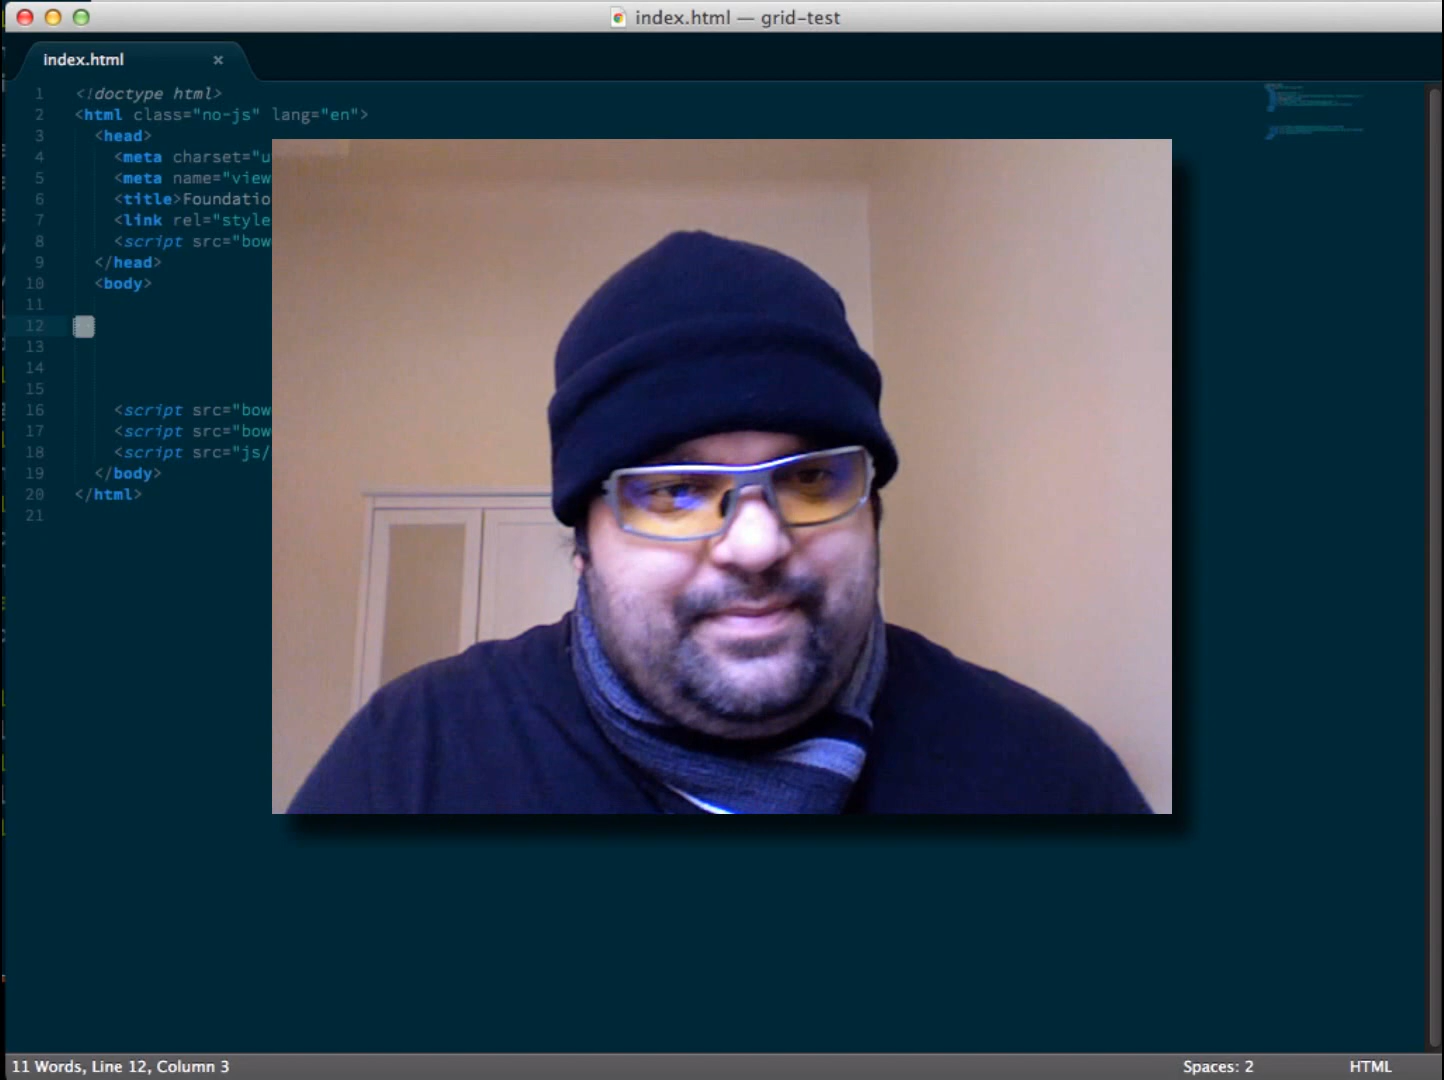 index.html — grid-test
index.html ×
1 <!doctype html>
2 <html class="no-js" lang="en">
3 <head>
4 <meta charset="u
5 <meta name="view
6 <title>Foundatio
7 <link rel="style
8 <script src="bow
9 </head>
10 <body>
11
12
13
14
15
16 <script src="bow
17 <script src="bow
18 <script src="js/
19 </body>
20 </html>
21
11 Words, Line 12, Column 3 Spaces: 2 HTML